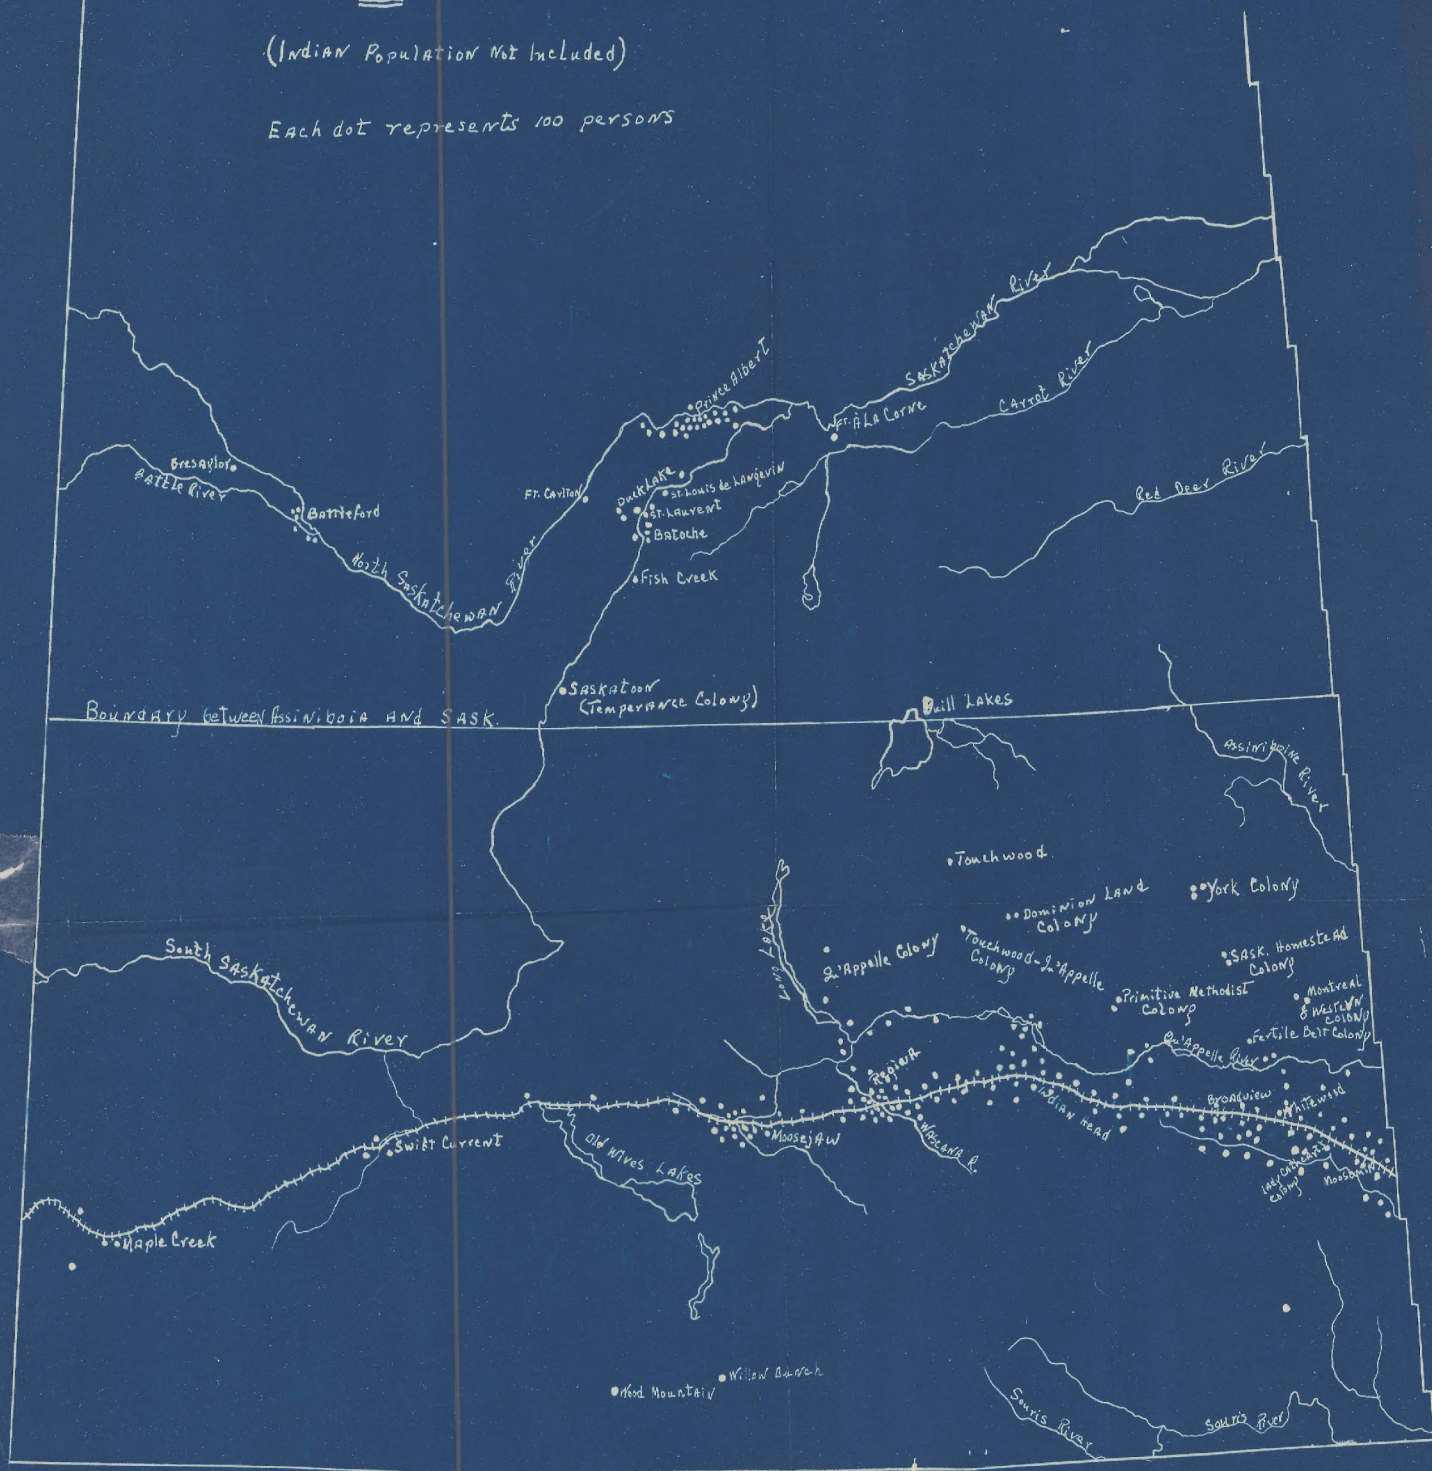 (Indian Population Not Included)
Each dot represents 100 persons
Saskatchewan River
Prince Albert
Ft. À La Corne
Carrot River
Bresaylor
Battle River
Battleford
Ft. Carlton
Duck Lake
St. Louis de Langevin
St. Laurent
Batoche
Red Deer River
North Saskatchewan River
Fish Creek
Saskatoon
(Temperance Colony)
Boundary between Assiniboia and Sask.
Quill Lakes
Assiniboine River
Touchwood
York Colony
Dominion Land
Colony
Long Lake
Qu'Appelle Colony
Touchwood-Qu'Appelle
Colony
Sask. Homestead
Colony
South Saskatchewan River
Primitive Methodist
Colony
Montreal
& Western
Colony
Fertile Belt Colony
Qu'Appelle River
Regina
Indian Head
Broadview
Whitewood
Swift Current
Old Wives Lakes
Moosejaw
Wascana R.
Lady Cathcart
Colony
Moosomin
Maple Creek
Wood Mountain
Willow Bunch
Souris River
Souris River